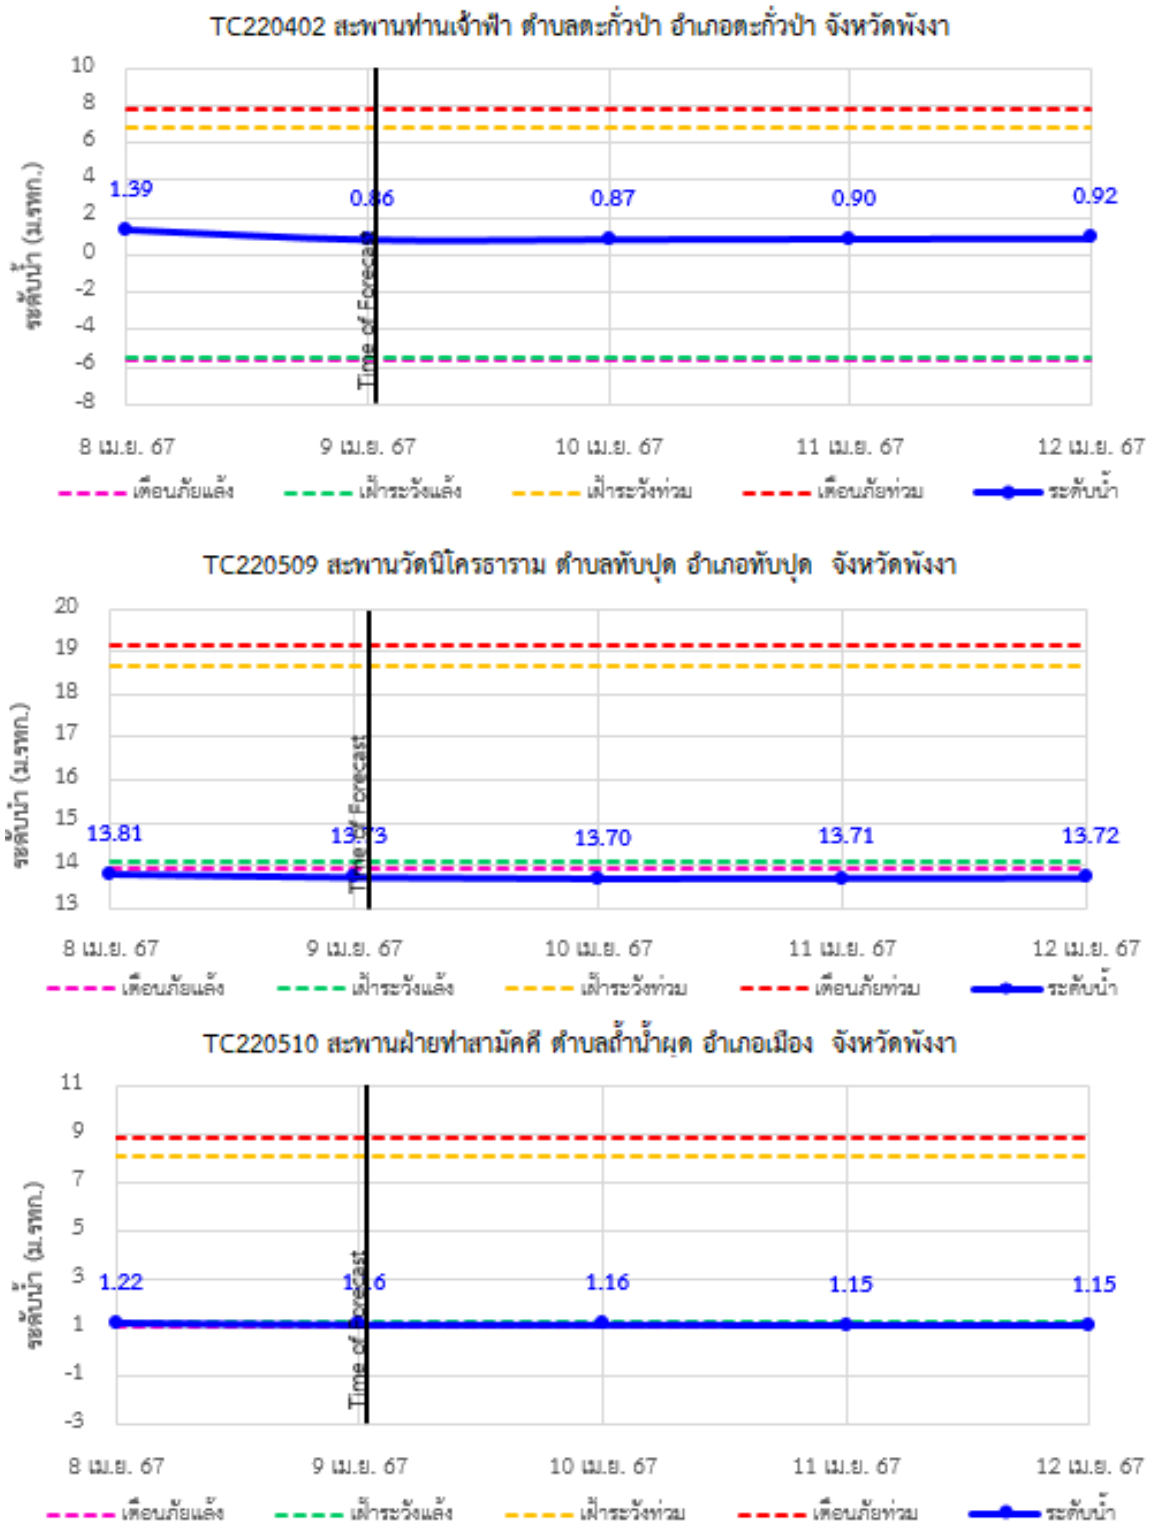 TC220402 สะพานท่านเจ้าฟ้า ตำบลตะกั่วป่า อำเภอตะกั่วป่า จังหวัดพังงา
ระดับน้ำ (ม.รทก.)
10
8
6
4
2
0
-2
-4
-6
-8
1.39
0.86
0.87
0.90
0.92
Time of Forecast
8 เม.ย. 67
9 เม.ย. 67
10 เม.ย. 67
11 เม.ย. 67
12 เม.ย. 67
เตือนภัยแล้ง เฝ้าระวังแล้ง เฝ้าระวังท่วม เตือนภัยท่วม ระดับน้ำ
TC220509 สะพานวัดนิโครธาราม ตำบลทับปุด อำเภอทับปุด จังหวัดพังงา
ระดับน้ำ (ม.รทก.)
20
19
18
17
16
15
14
13
13.81
13.73
13.70
13.71
13.72
Time of Forecast
8 เม.ย. 67
9 เม.ย. 67
10 เม.ย. 67
11 เม.ย. 67
12 เม.ย. 67
เตือนภัยแล้ง เฝ้าระวังแล้ง เฝ้าระวังท่วม เตือนภัยท่วม ระดับน้ำ
TC220510 สะพานฝ่ายท่าสามัคคี ตำบลถ้ำน้ำผุด อำเภอเมือง จังหวัดพังงา
ระดับน้ำ (ม.รทก.)
11
9
7
5
3
1
-1
-3
1.22
1.16
1.16
1.15
1.15
Time of Forecast
8 เม.ย. 67
9 เม.ย. 67
10 เม.ย. 67
11 เม.ย. 67
12 เม.ย. 67
เตือนภัยแล้ง เฝ้าระวังแล้ง เฝ้าระวังท่วม เตือนภัยท่วม ระดับน้ำ